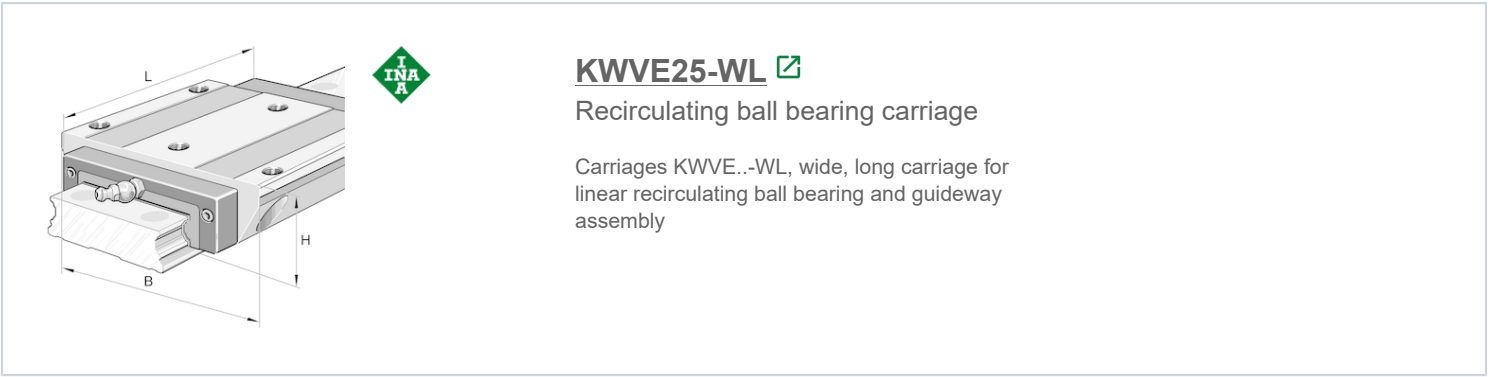 L
H
B
I
INA
A
KWVE25-WL
Recirculating ball bearing carriage
Carriages KWVE..-WL, wide, long carriage for
linear recirculating ball bearing and guideway
assembly